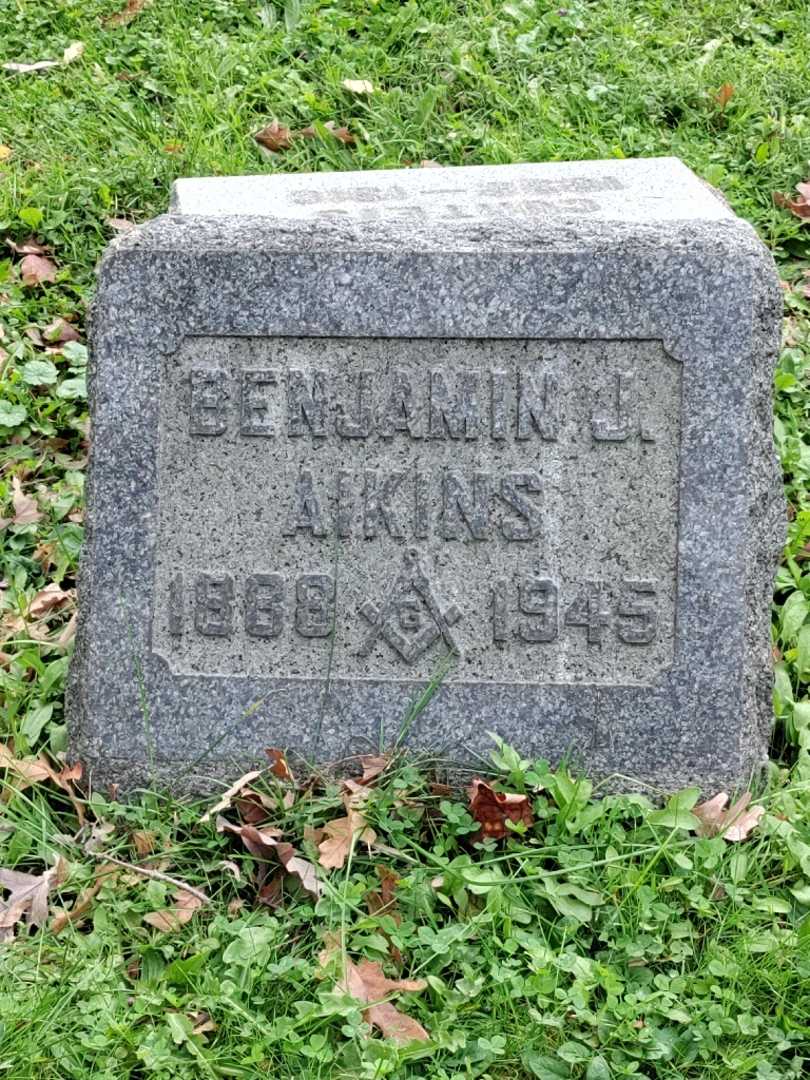 BENJAMIN J.
AIKINS
1888 G 1945